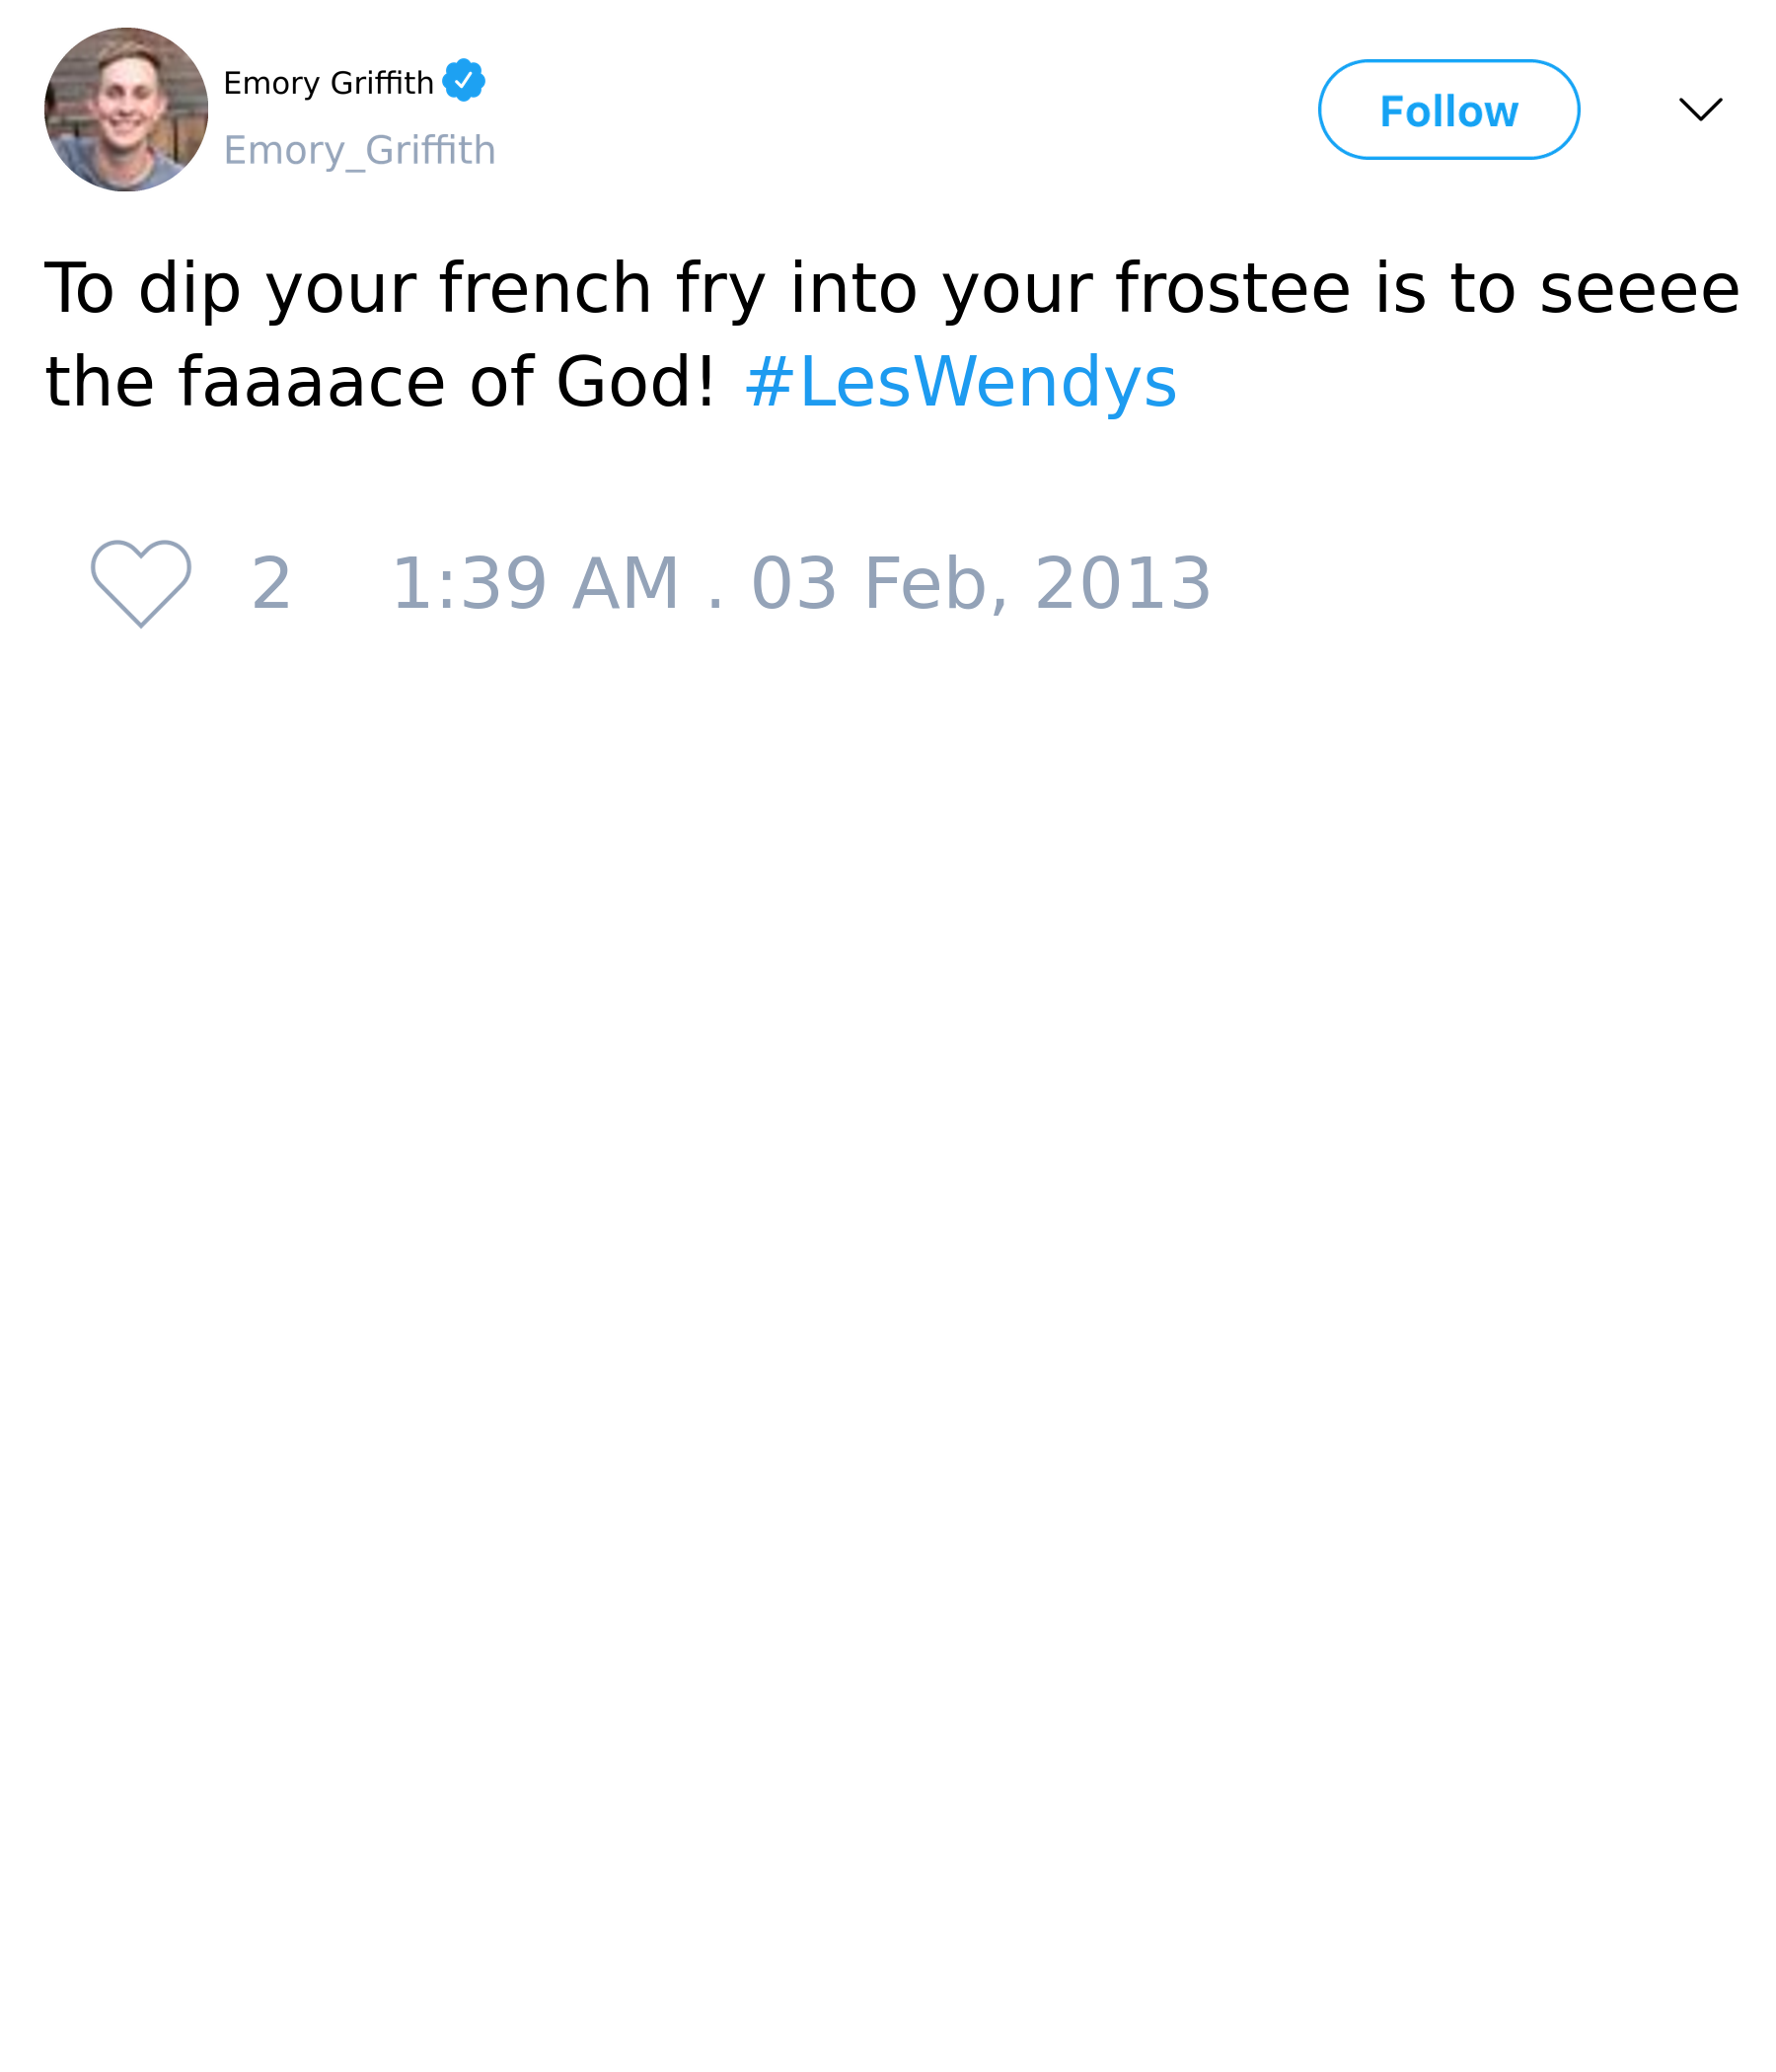 Emory Griffith
Emory_Griffith
Follow
To dip your french fry into your frostee is to seeee
the faaaace of God! #LesWendys
2 1:39 AM . 03 Feb, 2013